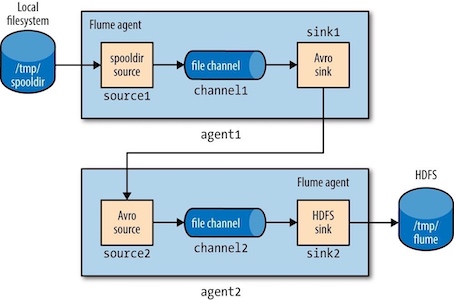 Local
filesystem
/tmp/
spooldir
Flume agent
spooldir
source
source1
file channel
channel1
sink1
Avro
sink
agent1
Flume agent
Avro
source
source2
file channel
channel2
HDFS
sink
sink2
HDFS
/tmp/
flume
agent2